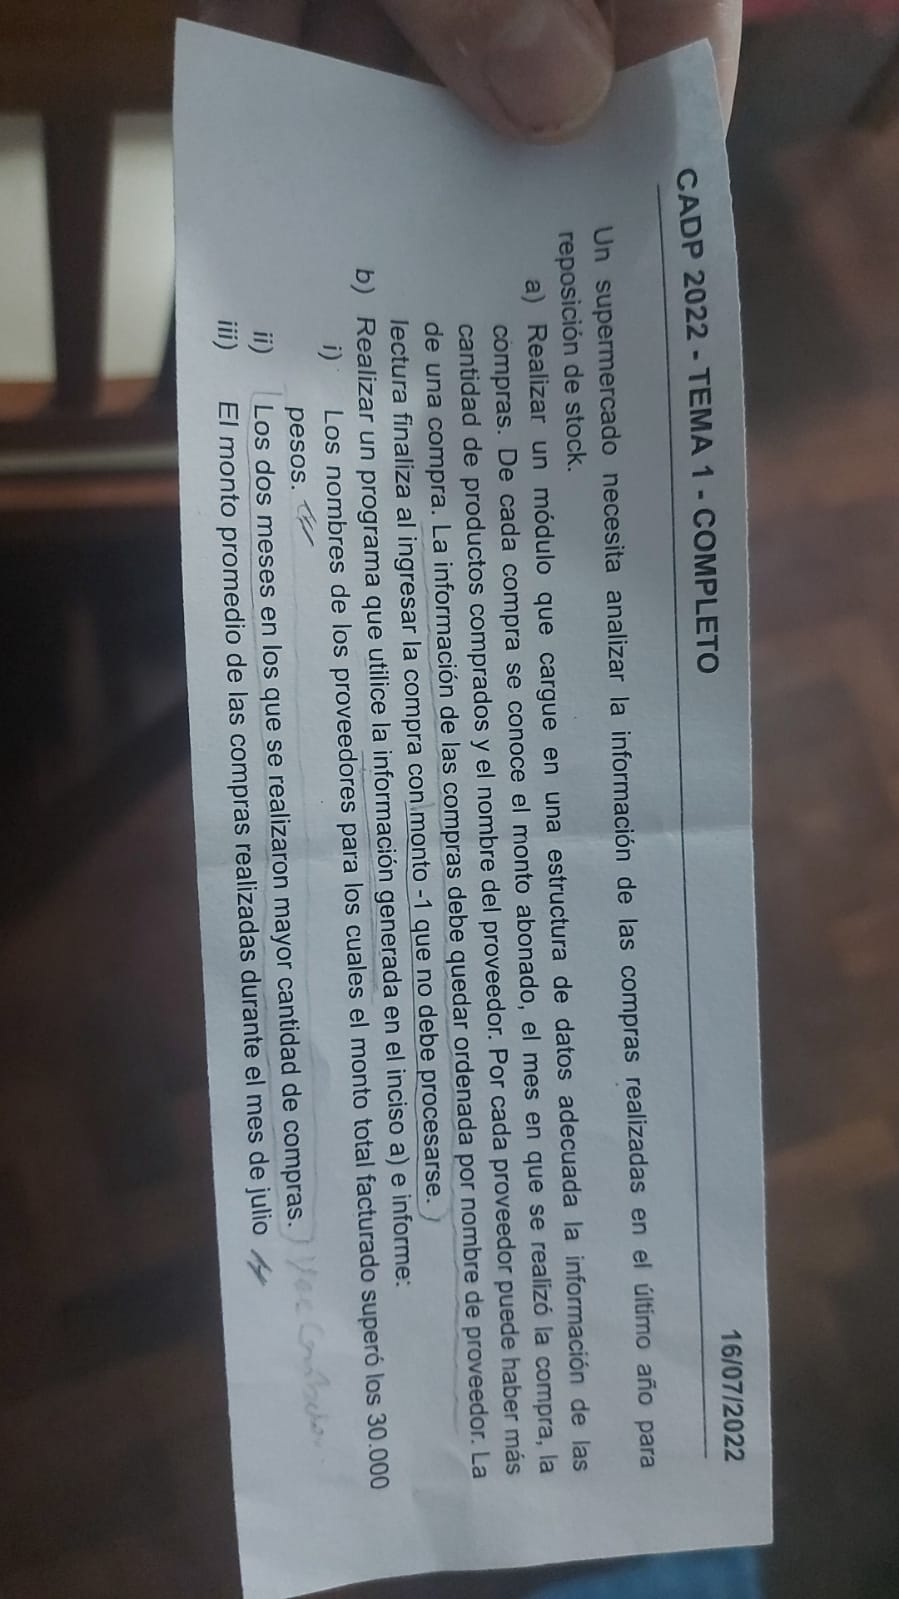 CADP 2022 - TEMA 1 - COMPLETO
16/07/2022
Un supermercado necesita analizar la información de las compras realizadas en el último año para
reposición de stock.
a) Realizar un módulo que cargue en una estructura de datos adecuada la información de las
compras. De cada compra se conoce el monto abonado, el mes en que se realizó la compra, la
cantidad de productos comprados y el nombre del proveedor. Por cada proveedor puede haber más
de una compra. La información de las compras debe quedar ordenada por nombre de proveedor. La
lectura finaliza al ingresar la compra con monto -1 que no debe procesarse.
b) Realizar un programa que utilice la información generada en el inciso a) e informe:
i) Los nombres de los proveedores para los cuales el monto total facturado superó los 30.000
pesos.
ii) Los dos meses en los que se realizaron mayor cantidad de compras.
iii) El monto promedio de las compras realizadas durante el mes de julio